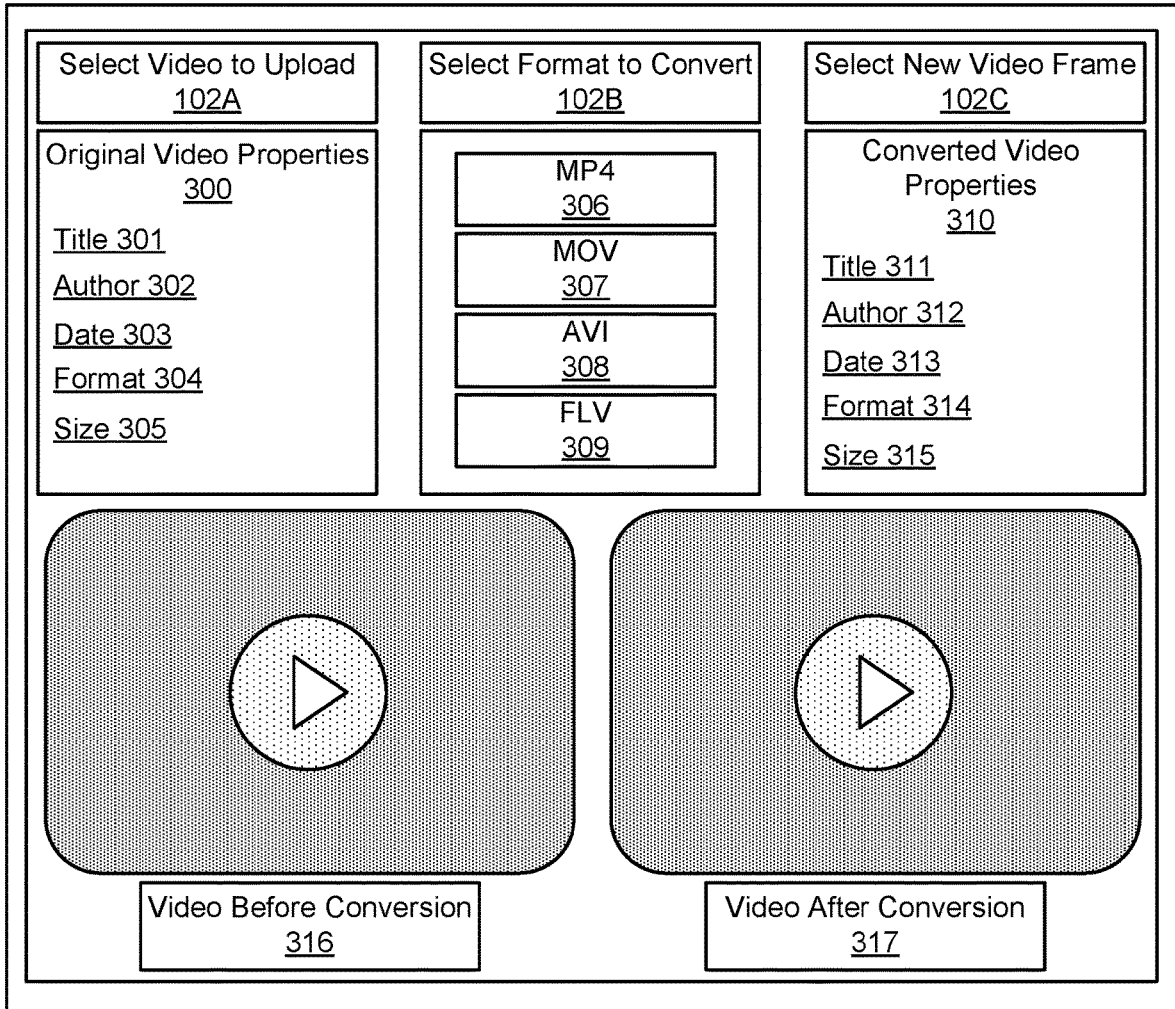 Select Video to Upload
102A
Select Format to Convert
102B
Select New Video Frame
102C
Original Video Properties
300
Title 301
Author 302
Date 303
Format 304
Size 305
MP4
306
MOV
307
AVI
308
FLV
309
Converted Video
Properties
310
Title 311
Author 312
Date 313
Format 314
Size 315
Video Before Conversion
316
Video After Conversion
317